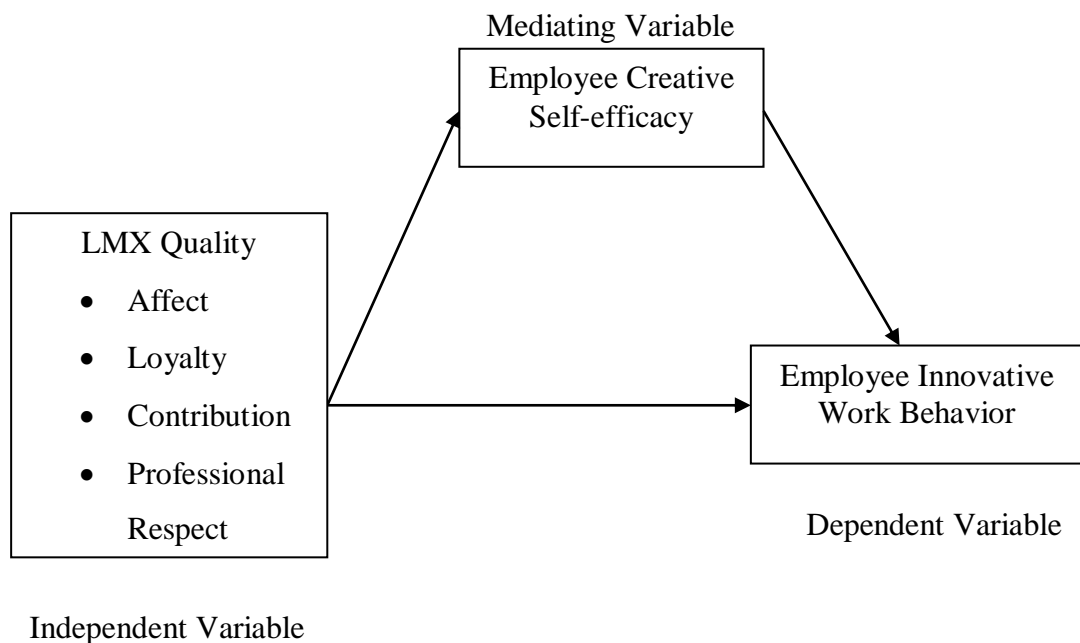 Mediating Variable
Employee Creative
Self-efficacy
LMX Quality
• Affect
• Loyalty
• Contribution
• Professional
Respect
Employee Innovative
Work Behavior
Dependent Variable
Independent Variable